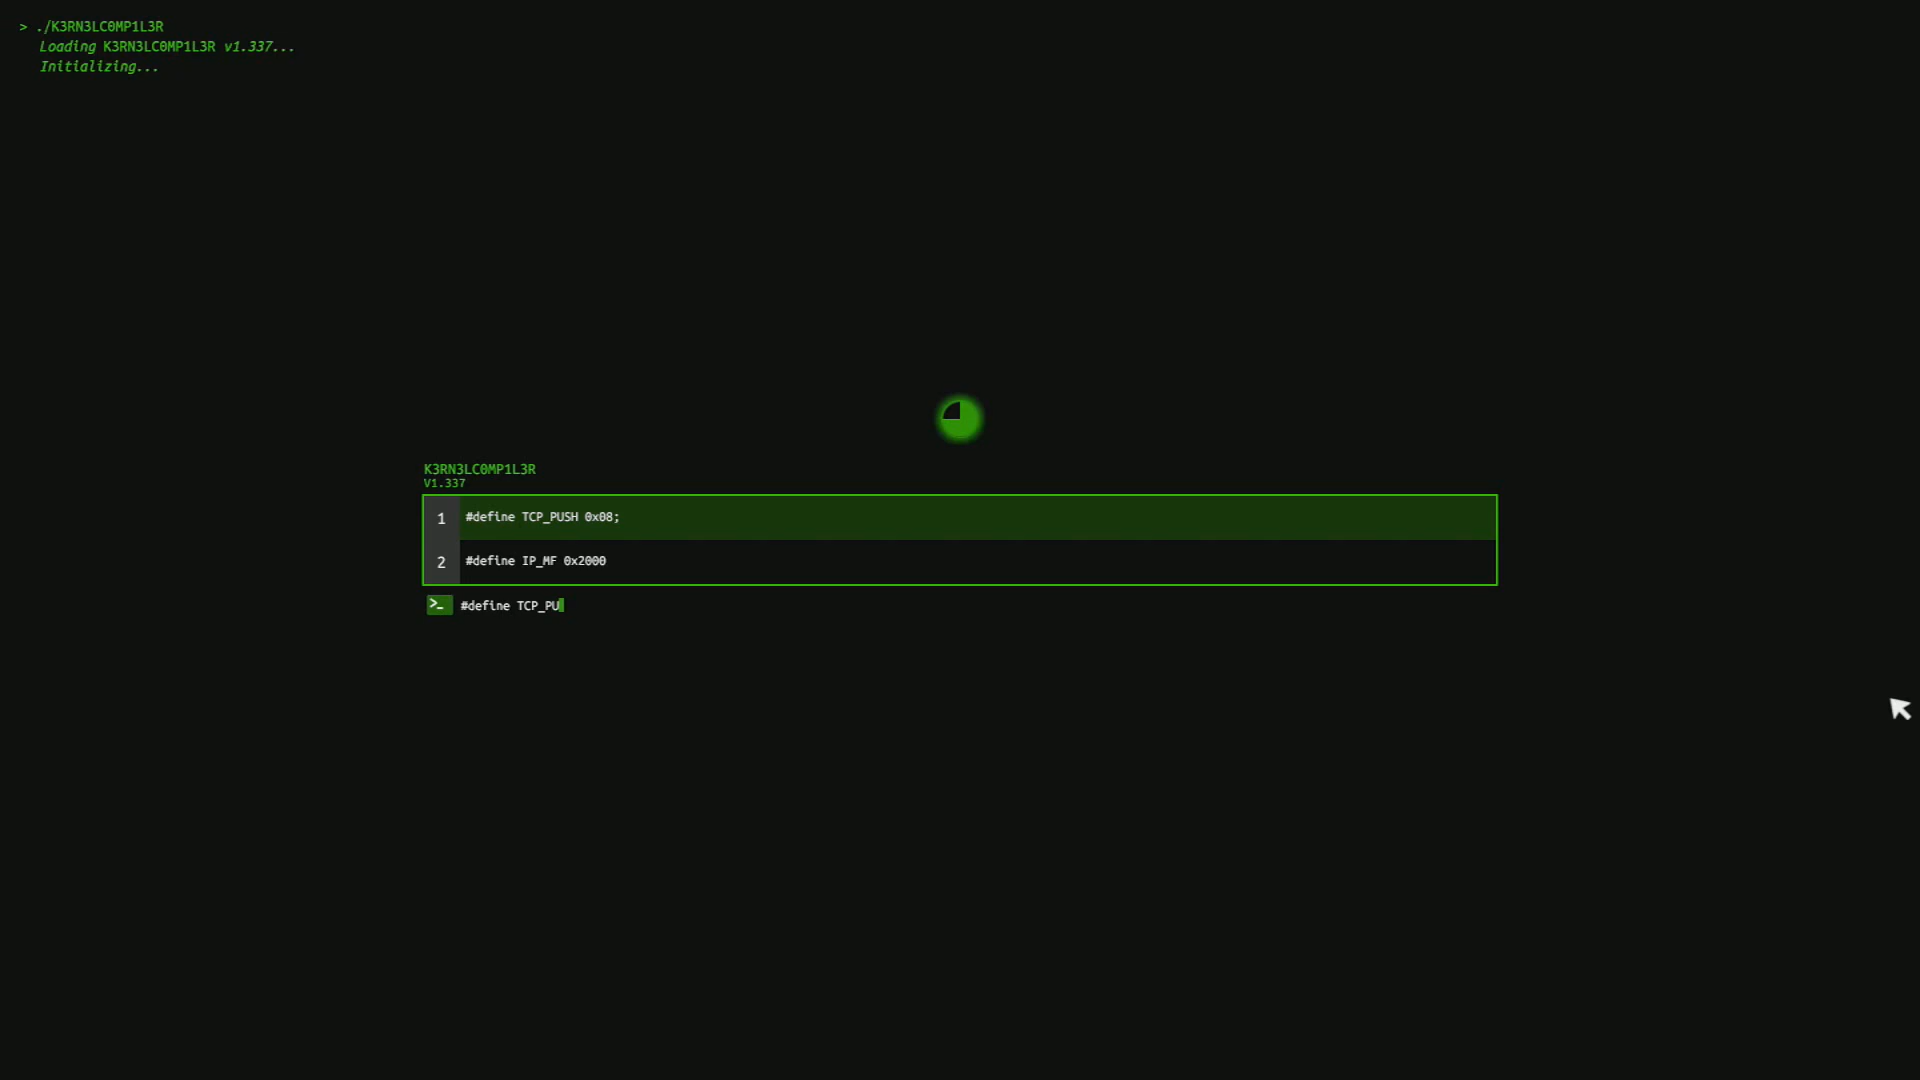 > ./K3RN3LC0MP1L3R
Loading K3RN3LC0MP1L3R v1.337...
Initializing...
K3RN3LC0MP1L3R
V1.337
1 #define TCP_PUSH 0x08;
2 #define IP_MF 0x2000
>_ #define TCP_PU